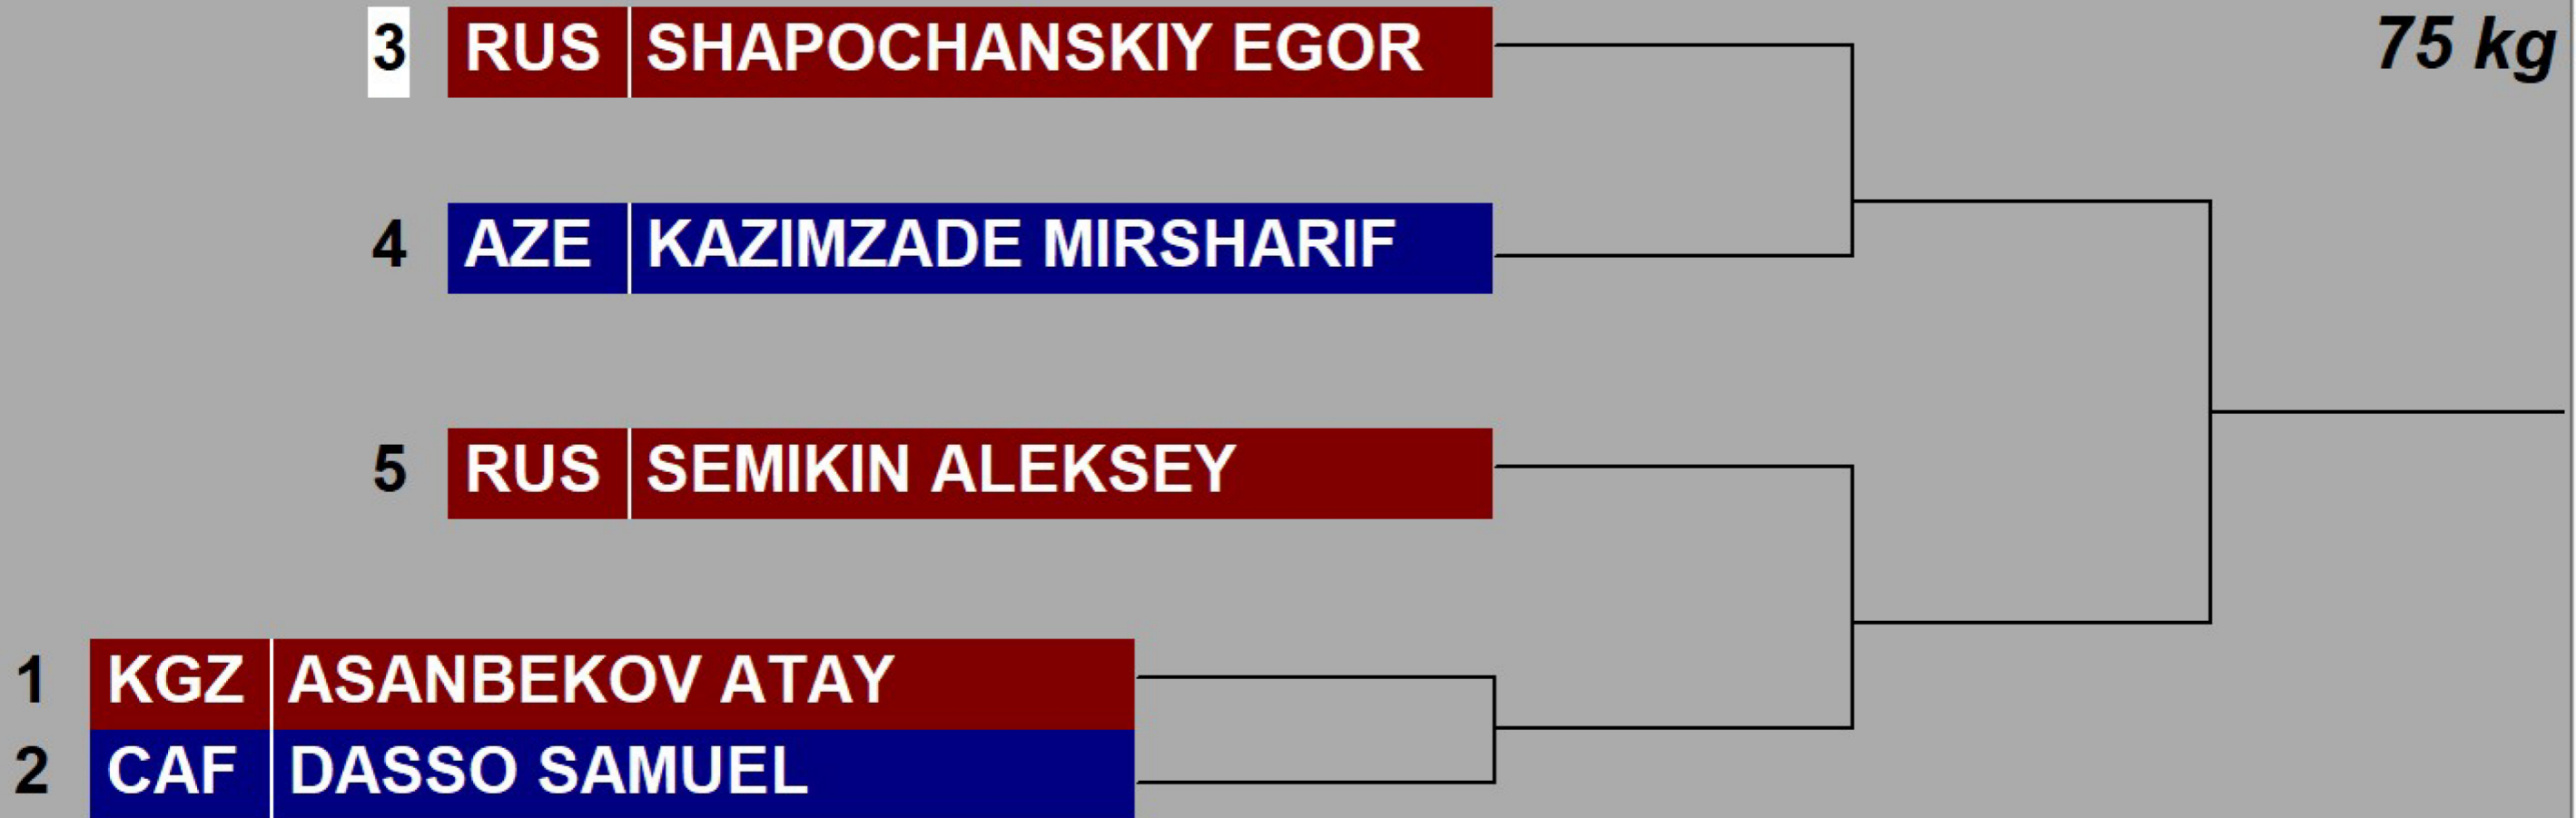 3 RUS SHAPOCHANSKIY EGOR 75 kg
4 AZE KAZIMZADE MIRSHARIF
5 RUS SEMIKIN ALEKSEY
1 KGZ ASANBEKOV ATAY
2 CAF DASSO SAMUEL